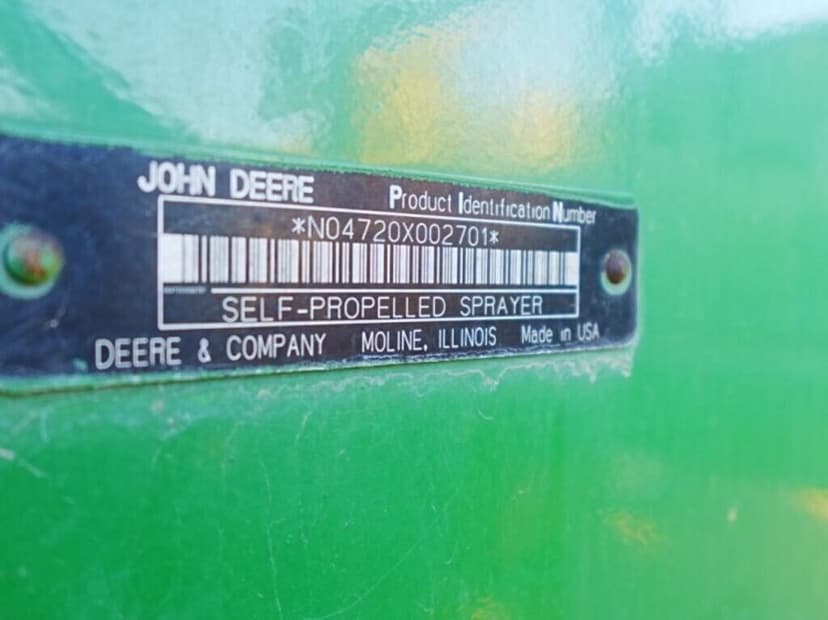 JOHN DEERE Product Identification Number
*N04720X002701*
SELF-PROPELLED SPRAYER
DEERE & COMPANY MOLINE, ILLINOIS Made in USA